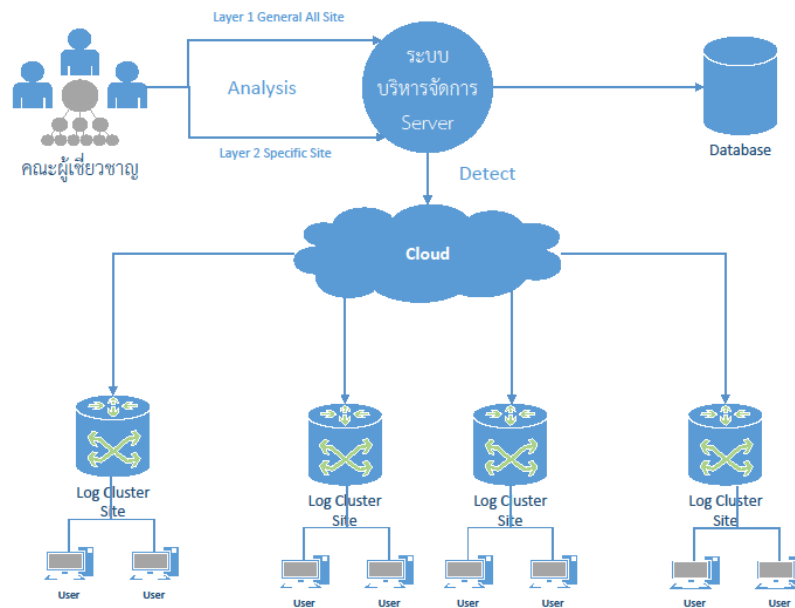 Layer 1 General All Site
ระบบ
บริหารจัดการ
Server
Analysis
Layer 2 Specific Site
คณะผู้เชี่ยวชาญ
Database
Detect
Cloud
Log Cluster
Site
Log Cluster
Site
Log Cluster
Site
Log Cluster
Site
User
User
User
User
User
User
User
User